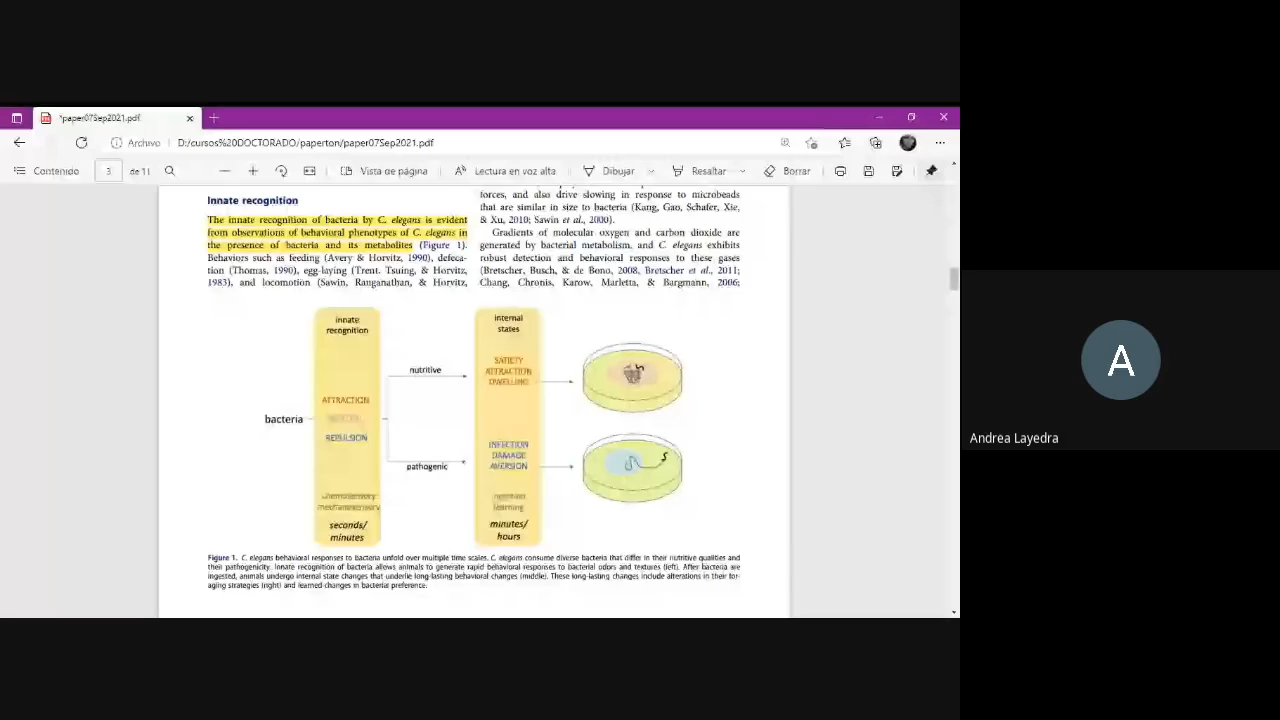 *paper07Sep2021.pdf
Archivo
D:/cursos%20DOCTORADO/paperton/paper07Sep2021.pdf
Contenido
3
de 11
Vista de página
Lectura en voz alta
Dibujar
Resaltar
Borrar
Innate recognition
The innate recognition of bacteria by C. elegans is evident
from observations of behavioral phenotypes of C. elegans in
the presence of bacteria and its metabolites (Figure 1).
Behaviors such as feeding (Avery & Horvitz, 1990), defeca-
tion (Thomas, 1990), egg-laying (Trent, Tsuing, & Horvitz,
1983), and locomotion (Sawin, Ranganathan, & Horvitz,
forces, and also drive slowing in response to microbeads
that are similar in size to bacteria (Kang, Gao, Schafer, Xie,
& Xu, 2010; Sawin et al., 2000).
Gradients of molecular oxygen and carbon dioxide are
generated by bacterial metabolism, and C. elegans exhibits
robust detection and behavioral responses to these gases
(Bretscher, Busch, & de Bono, 2008, Bretscher et al., 2011;
Chang, Chronis, Karow, Marletta, & Bargmann, 2006;
bacteria
innate
recognition
ATTRACTION
REPULSION
chemosensory
mechanosensory
seconds/
minutes
nutritive
pathogenic
internal
states
SATIETY
ATTRACTION
DWELLING
INFECTION
DAMAGE
AVERSION
learning
minutes/
hours
Figure 1. C. elegans behavioral responses to bacteria unfold over multiple time scales. C. elegans consume diverse bacteria that differ in their nutritive qualities and
their pathogenicity. Innate recognition of bacteria allows animals to generate rapid behavioral responses to bacterial odors and textures (left). After bacteria are
ingested, animals undergo internal state changes that underlie long-lasting behavioral changes (middle). These long-lasting changes include alterations in their for-
aging strategies (right) and learned changes in bacterial preference.
A
Andrea Layedra